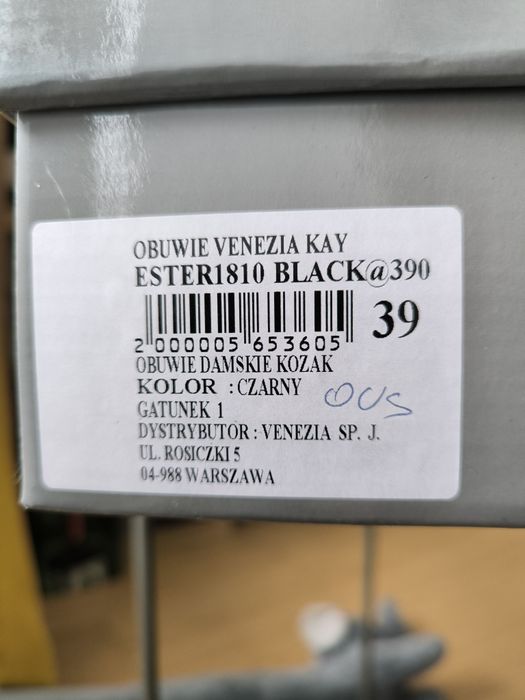 OBUWIE VENEZIA KAY
ESTER1810 BLACK@390
39
2 000005 653605
OBUWIE DAMSKIE KOZAK
KOLOR : CZARNY
GATUNEK 1
DYSTRYBUTOR : VENEZIA SP. J.
UL. ROSICZKI 5
04-988 WARSZAWA